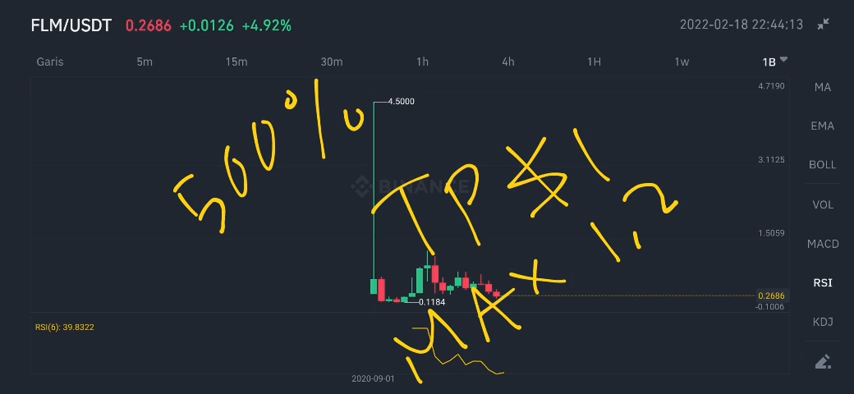 FLM/USDT 0.2686 +0.0126 +4.92% 2022-02-18 22:44:13
Garis 5m 15m 30m 1h 4h 1H 1w 1B
4.7190
MA
4.5000
500%
EMA
3.1125
BOLL
BINANCE
TP $1
VOL
1.5059
MACD
MAX 1.2
RSI
0.2686
0.1184
-0.1006
KDJ
RSI(6): 39.8322
2020-09-01